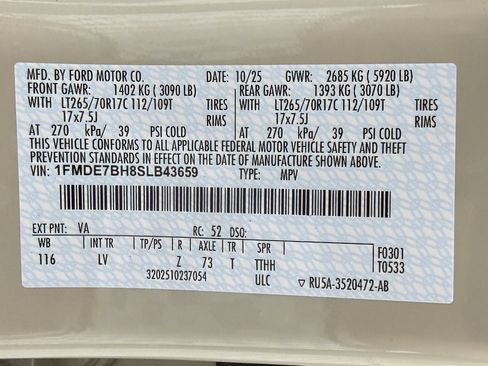 MFD. BY FORD MOTOR CO. DATE: 10/25 GVWR: 2685 KG ( 5920 LB)
FRONT GAWR: 1402 KG ( 3090 LB) REAR GAWR: 1393 KG ( 3070 LB)
WITH LT265/70R17C 112/109T TIRES WITH LT265/70R17C 112/109T TIRES
17x7.5J RIMS 17x7.5J RIMS
AT 270 kPa/ 39 PSI COLD AT 270 kPa/ 39 PSI COLD
THIS VEHICLE CONFORMS TO ALL APPLICABLE FEDERAL MOTOR VEHICLE SAFETY AND THEFT
PREVENTION STANDARDS IN EFFECT ON THE DATE OF MANUFACTURE SHOWN ABOVE.
VIN: 1FMDE7BH8SLB43659 TYPE: MPV
EXT PNT: VA RC: 52 DSO:
WB INT TR TP/PS R AXLE TR SPR F0301
116 LV Z 73 T TTHH T0533
3202510237054 ULC ▽ RU5A-3520472-AB